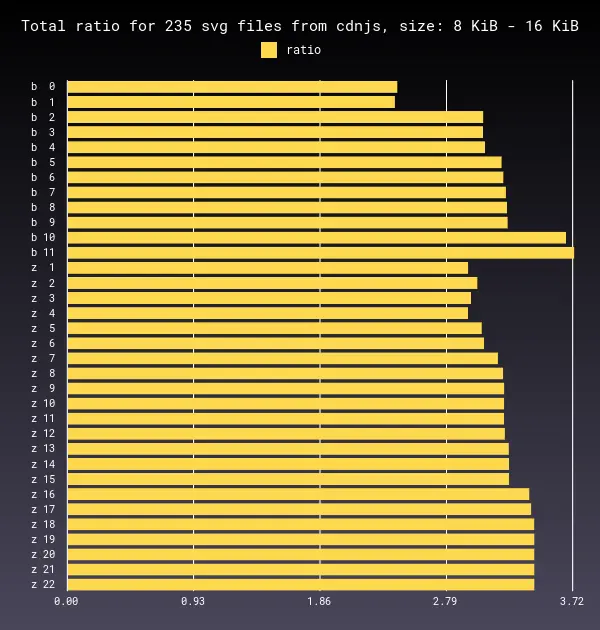 Total ratio for 235 svg files from cdnjs, size: 8 KiB - 16 KiB
ratio
b 0
b 1
b 2
b 3
b 4
b 5
b 6
b 7
b 8
b 9
b 10
b 11
z 1
z 2
z 3
z 4
z 5
z 6
z 7
z 8
z 9
z 10
z 11
z 12
z 13
z 14
z 15
z 16
z 17
z 18
z 19
z 20
z 21
z 22
0.00 0.93 1.86 2.79 3.72